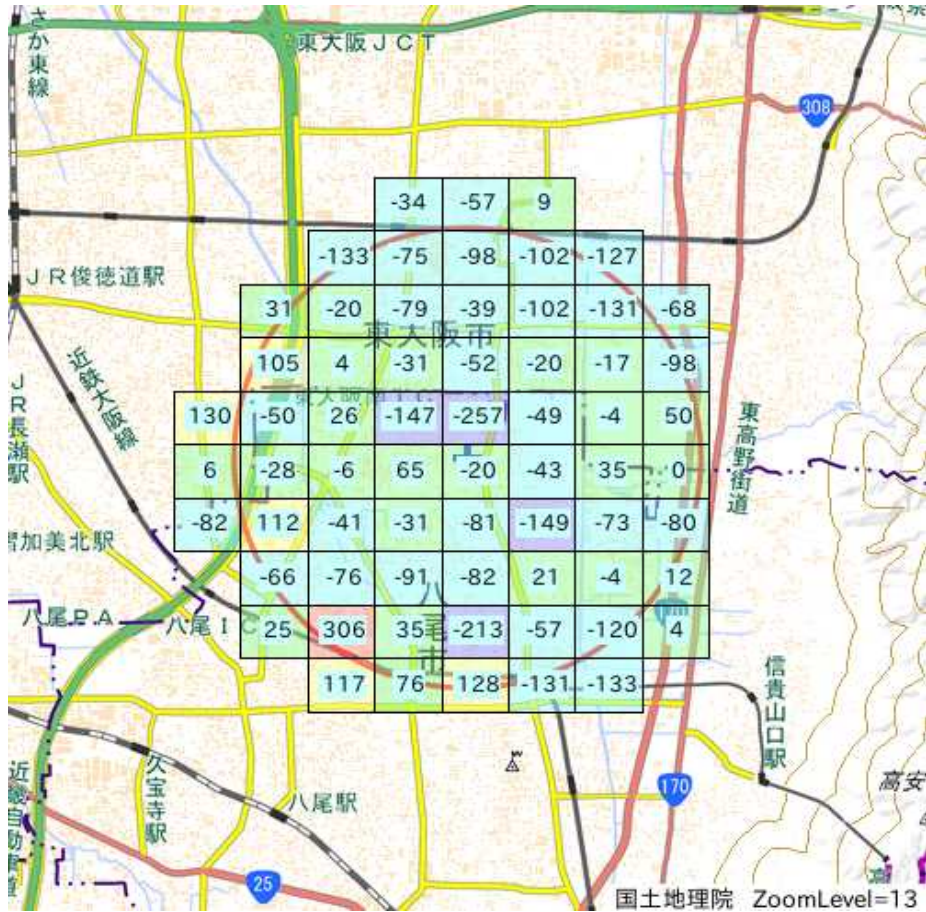 さか東線
東大阪JCT
308
-34 -57 9
-133 -75 -98 -102 -127
JR俊徳道駅
31 -20 -79 -39 -102 -131 -68
東大阪市
近鉄大阪線
105 4 -31 -52 -20 -17 -98
JR長瀬駅
130 -50 26 -147 -257 -49 -4 50
東高野街道
6 -28 -6 65 -20 -43 35 0
-82 112 -41 -31 -81 -149 -73 -80
習加美北駅
-66 -76 -91 -82 21 -4 12
八尾P.A
八尾IC
25 306 35 -213 -57 -120 4
八尾市
117 76 128 -131 -133
信貴山口駅
久宝寺駅
近畿自動車道
八尾駅
170
高安
25
国土地理院 ZoomLevel=13